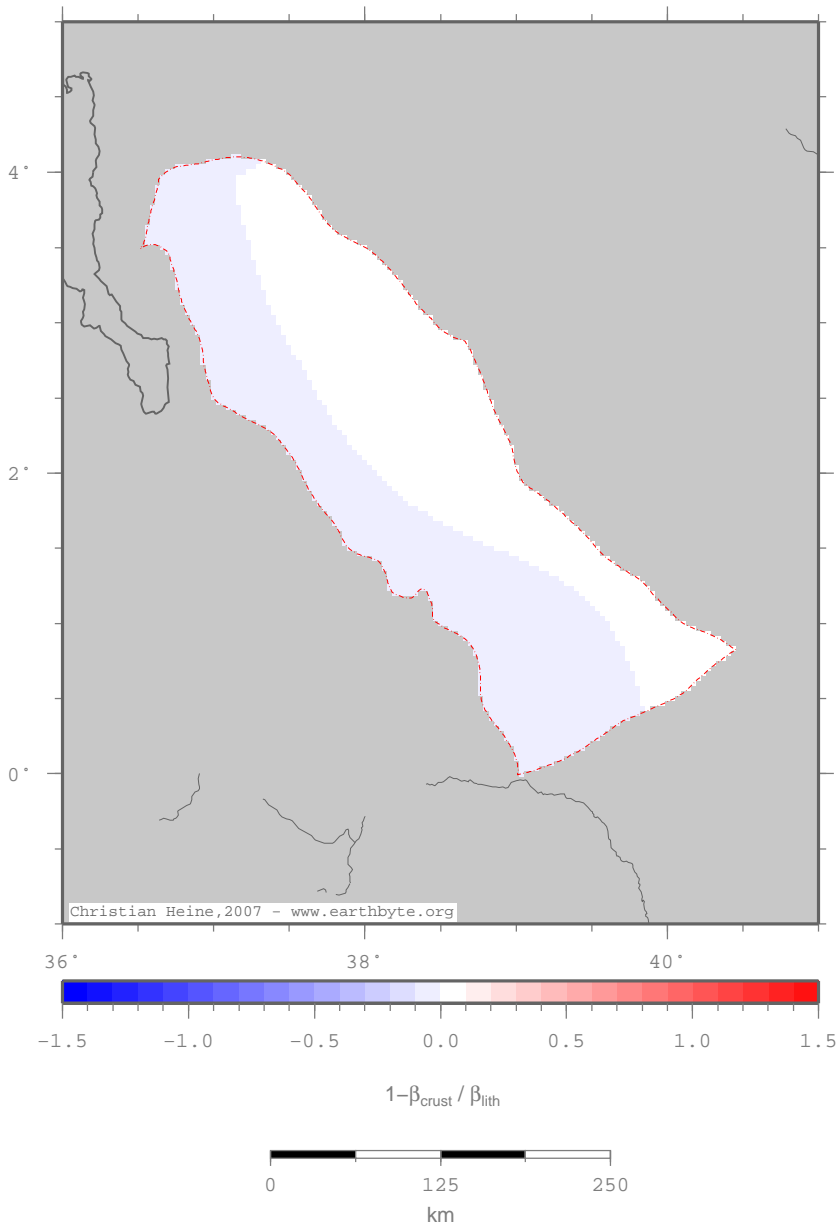 4°
2°
0°
Christian Heine,2007 - www.earthbyte.org
36° 38° 40°
−1.5 −1.0 −0.5 0.0 0.5 1.0 1.5
1−βcrust / βlith
0 125 250
km